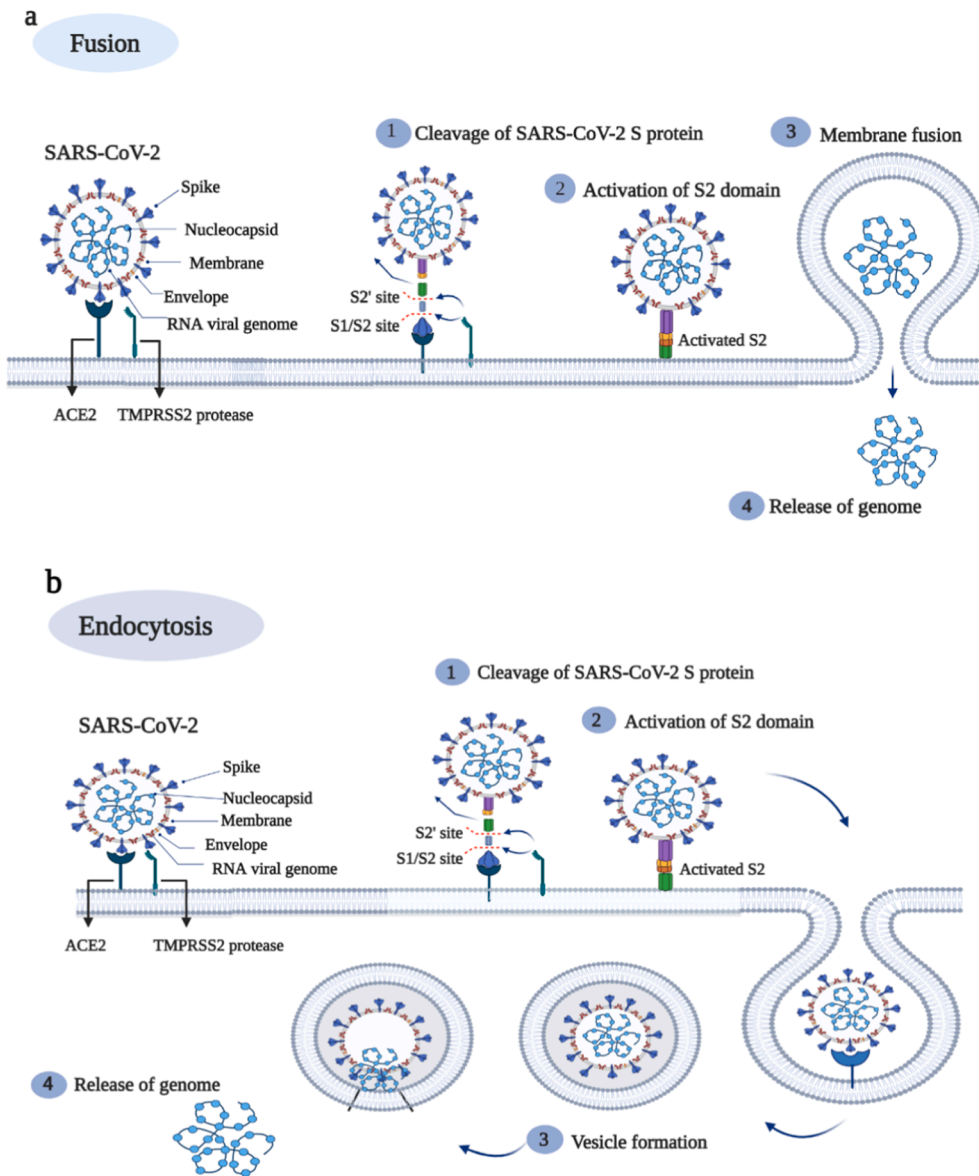 a
Fusion
1 Cleavage of SARS-CoV-2 S protein
3 Membrane fusion
SARS-CoV-2
2 Activation of S2 domain
Spike
Nucleocapsid
Membrane
Envelope
RNA viral genome
S2' site
S1/S2 site
Activated S2
ACE2
TMPRSS2 protease
4 Release of genome
b
Endocytosis
1 Cleavage of SARS-CoV-2 S protein
SARS-CoV-2
2 Activation of S2 domain
Spike
Nucleocapsid
Membrane
Envelope
RNA viral genome
S2' site
S1/S2 site
Activated S2
ACE2
TMPRSS2 protease
4 Release of genome
3 Vesicle formation